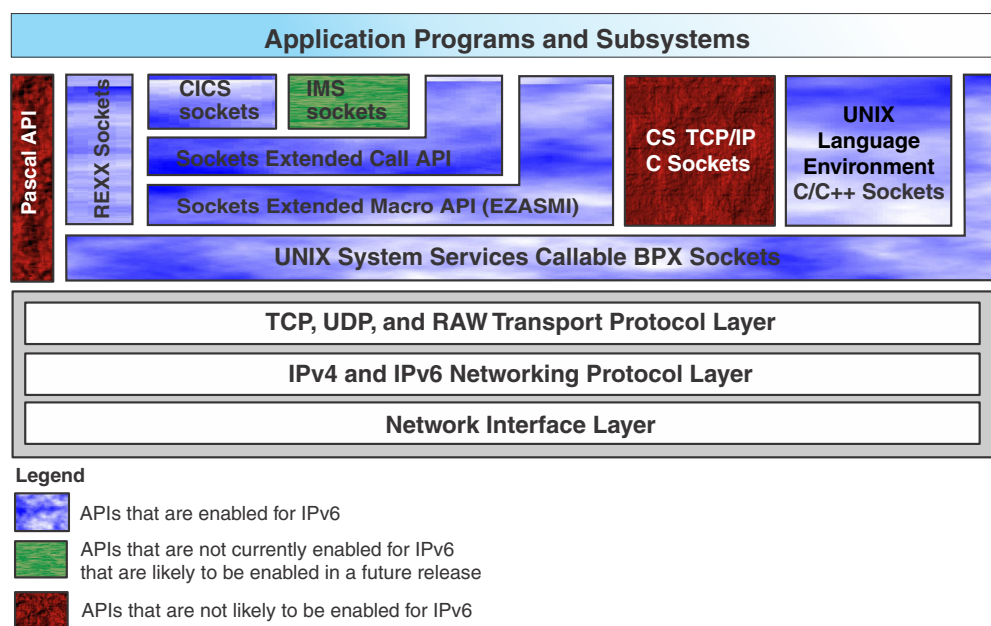 Application Programs and Subsystems
Pascal API
REXX Sockets
CICS
sockets
IMS
sockets
Sockets Extended Call API
Sockets Extended Macro API (EZASMI)
CS TCP/IP
C Sockets
UNIX
Language
Environment
C/C++ Sockets
UNIX System Services Callable BPX Sockets
TCP, UDP, and RAW Transport Protocol Layer
IPv4 and IPv6 Networking Protocol Layer
Network Interface Layer
Legend
APIs that are enabled for IPv6
APIs that are not currently enabled for IPv6
that are likely to be enabled in a future release
APIs that are not likely to be enabled for IPv6